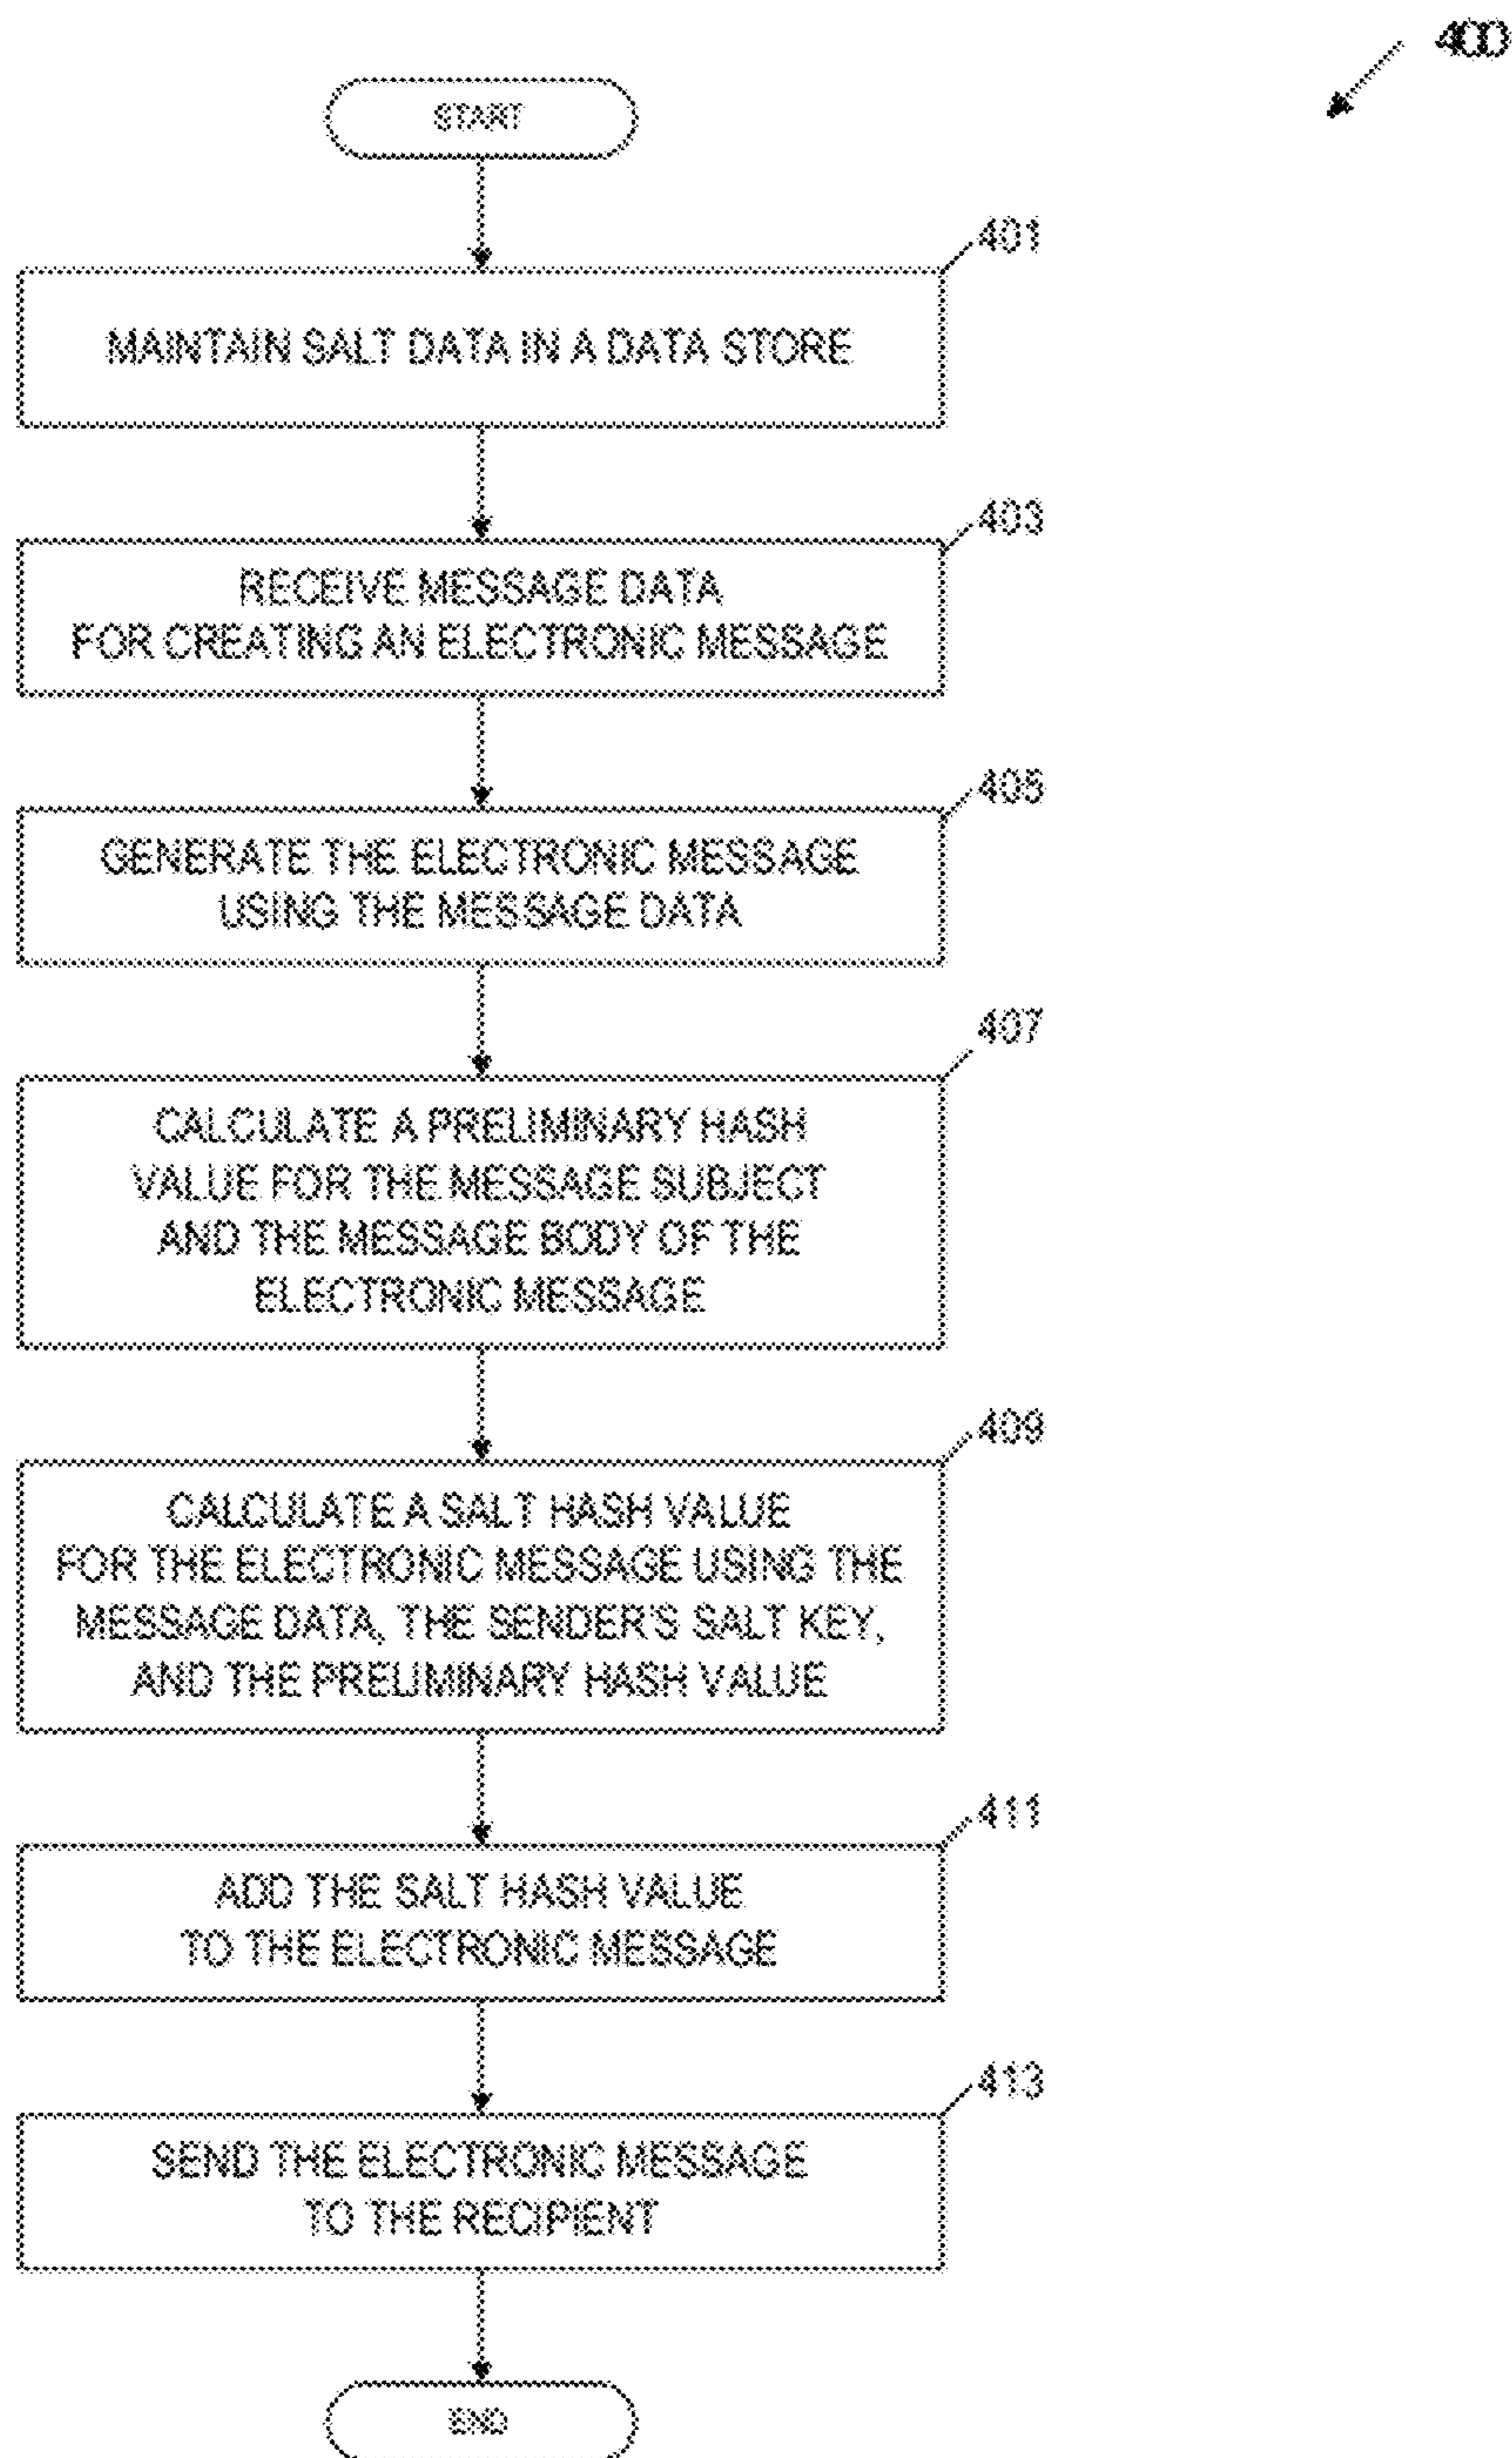 400
START
401
MAINTAIN SALT DATA IN A DATA STORE
403
RECEIVE MESSAGE DATA
FOR CREATING AN ELECTRONIC MESSAGE
405
GENERATE THE ELECTRONIC MESSAGE
USING THE MESSAGE DATA
407
CALCULATE A PRELIMINARY HASH
VALUE FOR THE MESSAGE SUBJECT
AND THE MESSAGE BODY OF THE
ELECTRONIC MESSAGE
409
CALCULATE A SALT HASH VALUE
FOR THE ELECTRONIC MESSAGE USING THE
MESSAGE DATA, THE SENDER'S SALT KEY,
AND THE PRELIMINARY HASH VALUE
411
ADD THE SALT HASH VALUE
TO THE ELECTRONIC MESSAGE
413
SEND THE ELECTRONIC MESSAGE
TO THE RECIPIENT
END